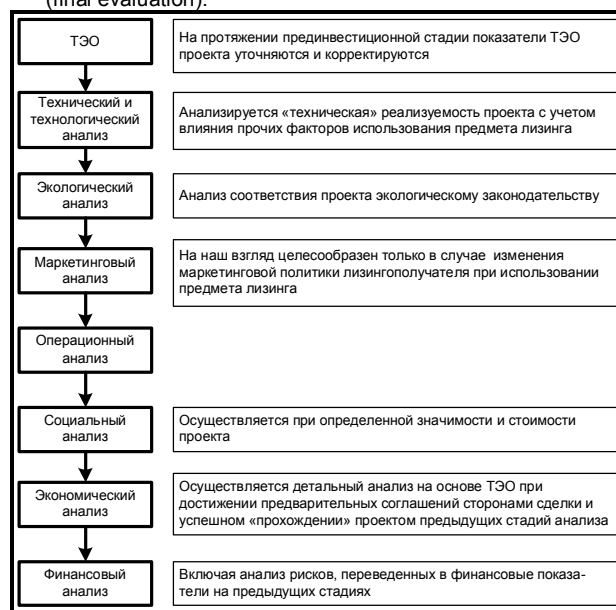 (final evaluation).
ТЭО
На протяжении прединвестиционной стадии показатели ТЭО
проекта уточняются и корректируются
Технический и
технологический
анализ
Анализируется «техническая» реализуемость проекта с учетом
влияния прочих факторов использования предмета лизинга
Экологический
анализ
Анализ соответствия проекта экологическому законодательству
Маркетинговый
анализ
На наш взгляд целесообразен только в случае изменения
маркетинговой политики лизингополучателя при использовании
предмета лизинга
Операционный
анализ
Социальный
анализ
Осуществляется при определенной значимости и стоимости
проекта
Экономический
анализ
Осуществляется детальный анализ на основе ТЭО при
достижении предварительных соглашений сторонами сделки и
успешном «прохождении» проектом предыдущих стадий анализа
Финансовый
анализ
Включая анализ рисков, переведенных в финансовые показа-
тели на предыдущих стадиях